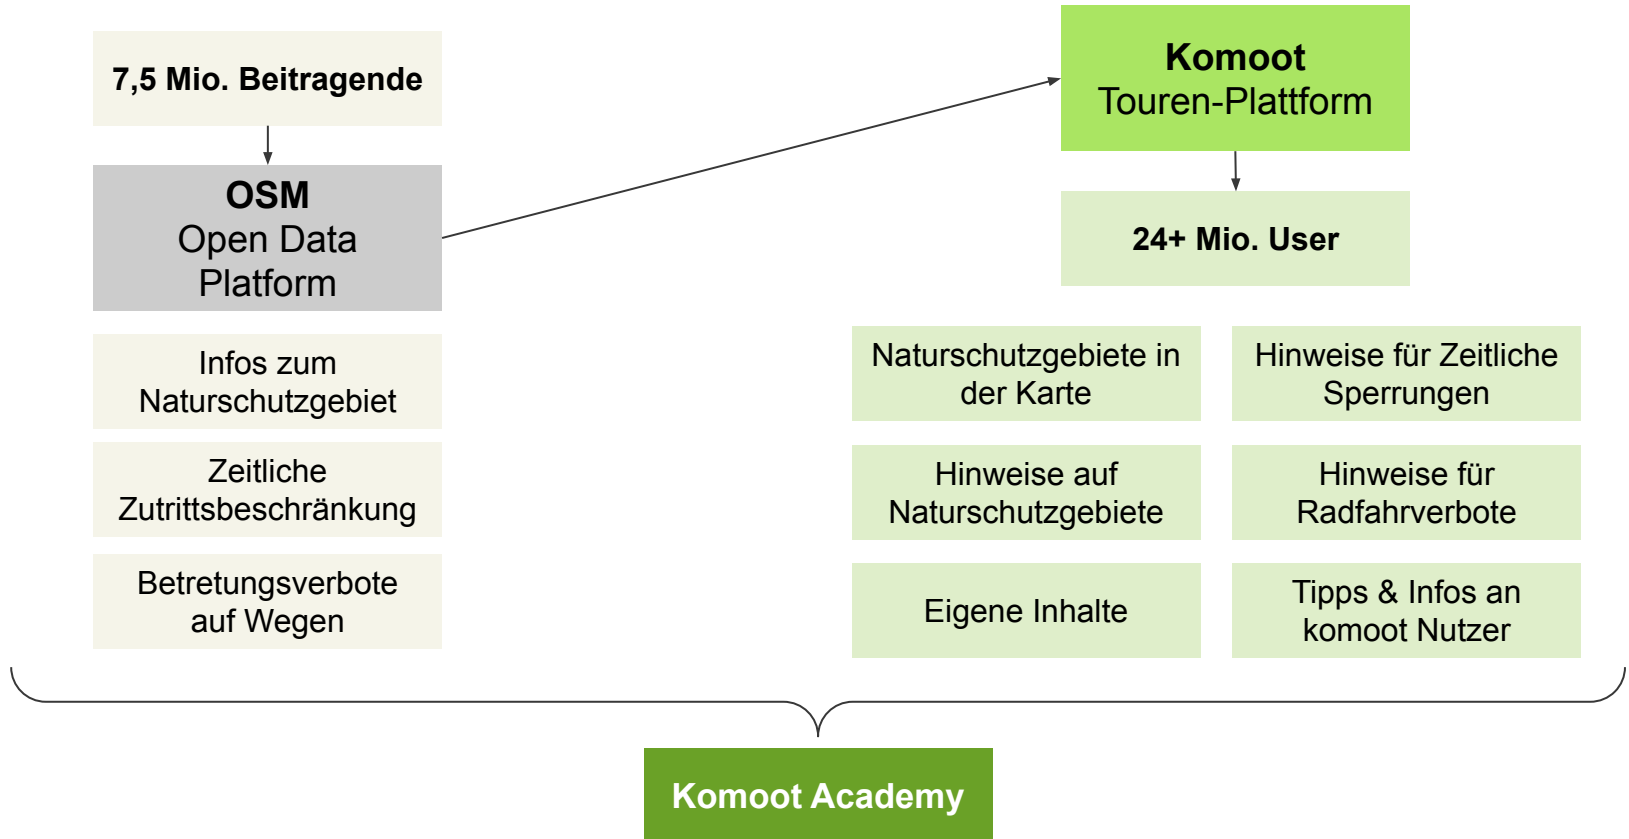 7,5 Mio. Beitragende
OSM
Open Data
Platform
Infos zum
Naturschutzgebiet
Zeitliche
Zutrittsbeschränkung
Betretungsverbote
auf Wegen
Komoot
Touren-Plattform
24+ Mio. User
Naturschutzgebiete in
der Karte
Hinweise für Zeitliche
Sperrungen
Hinweise auf
Naturschutzgebiete
Hinweise für
Radfahrverbote
Eigene Inhalte
Tipps & Infos an
komoot Nutzer
Komoot Academy